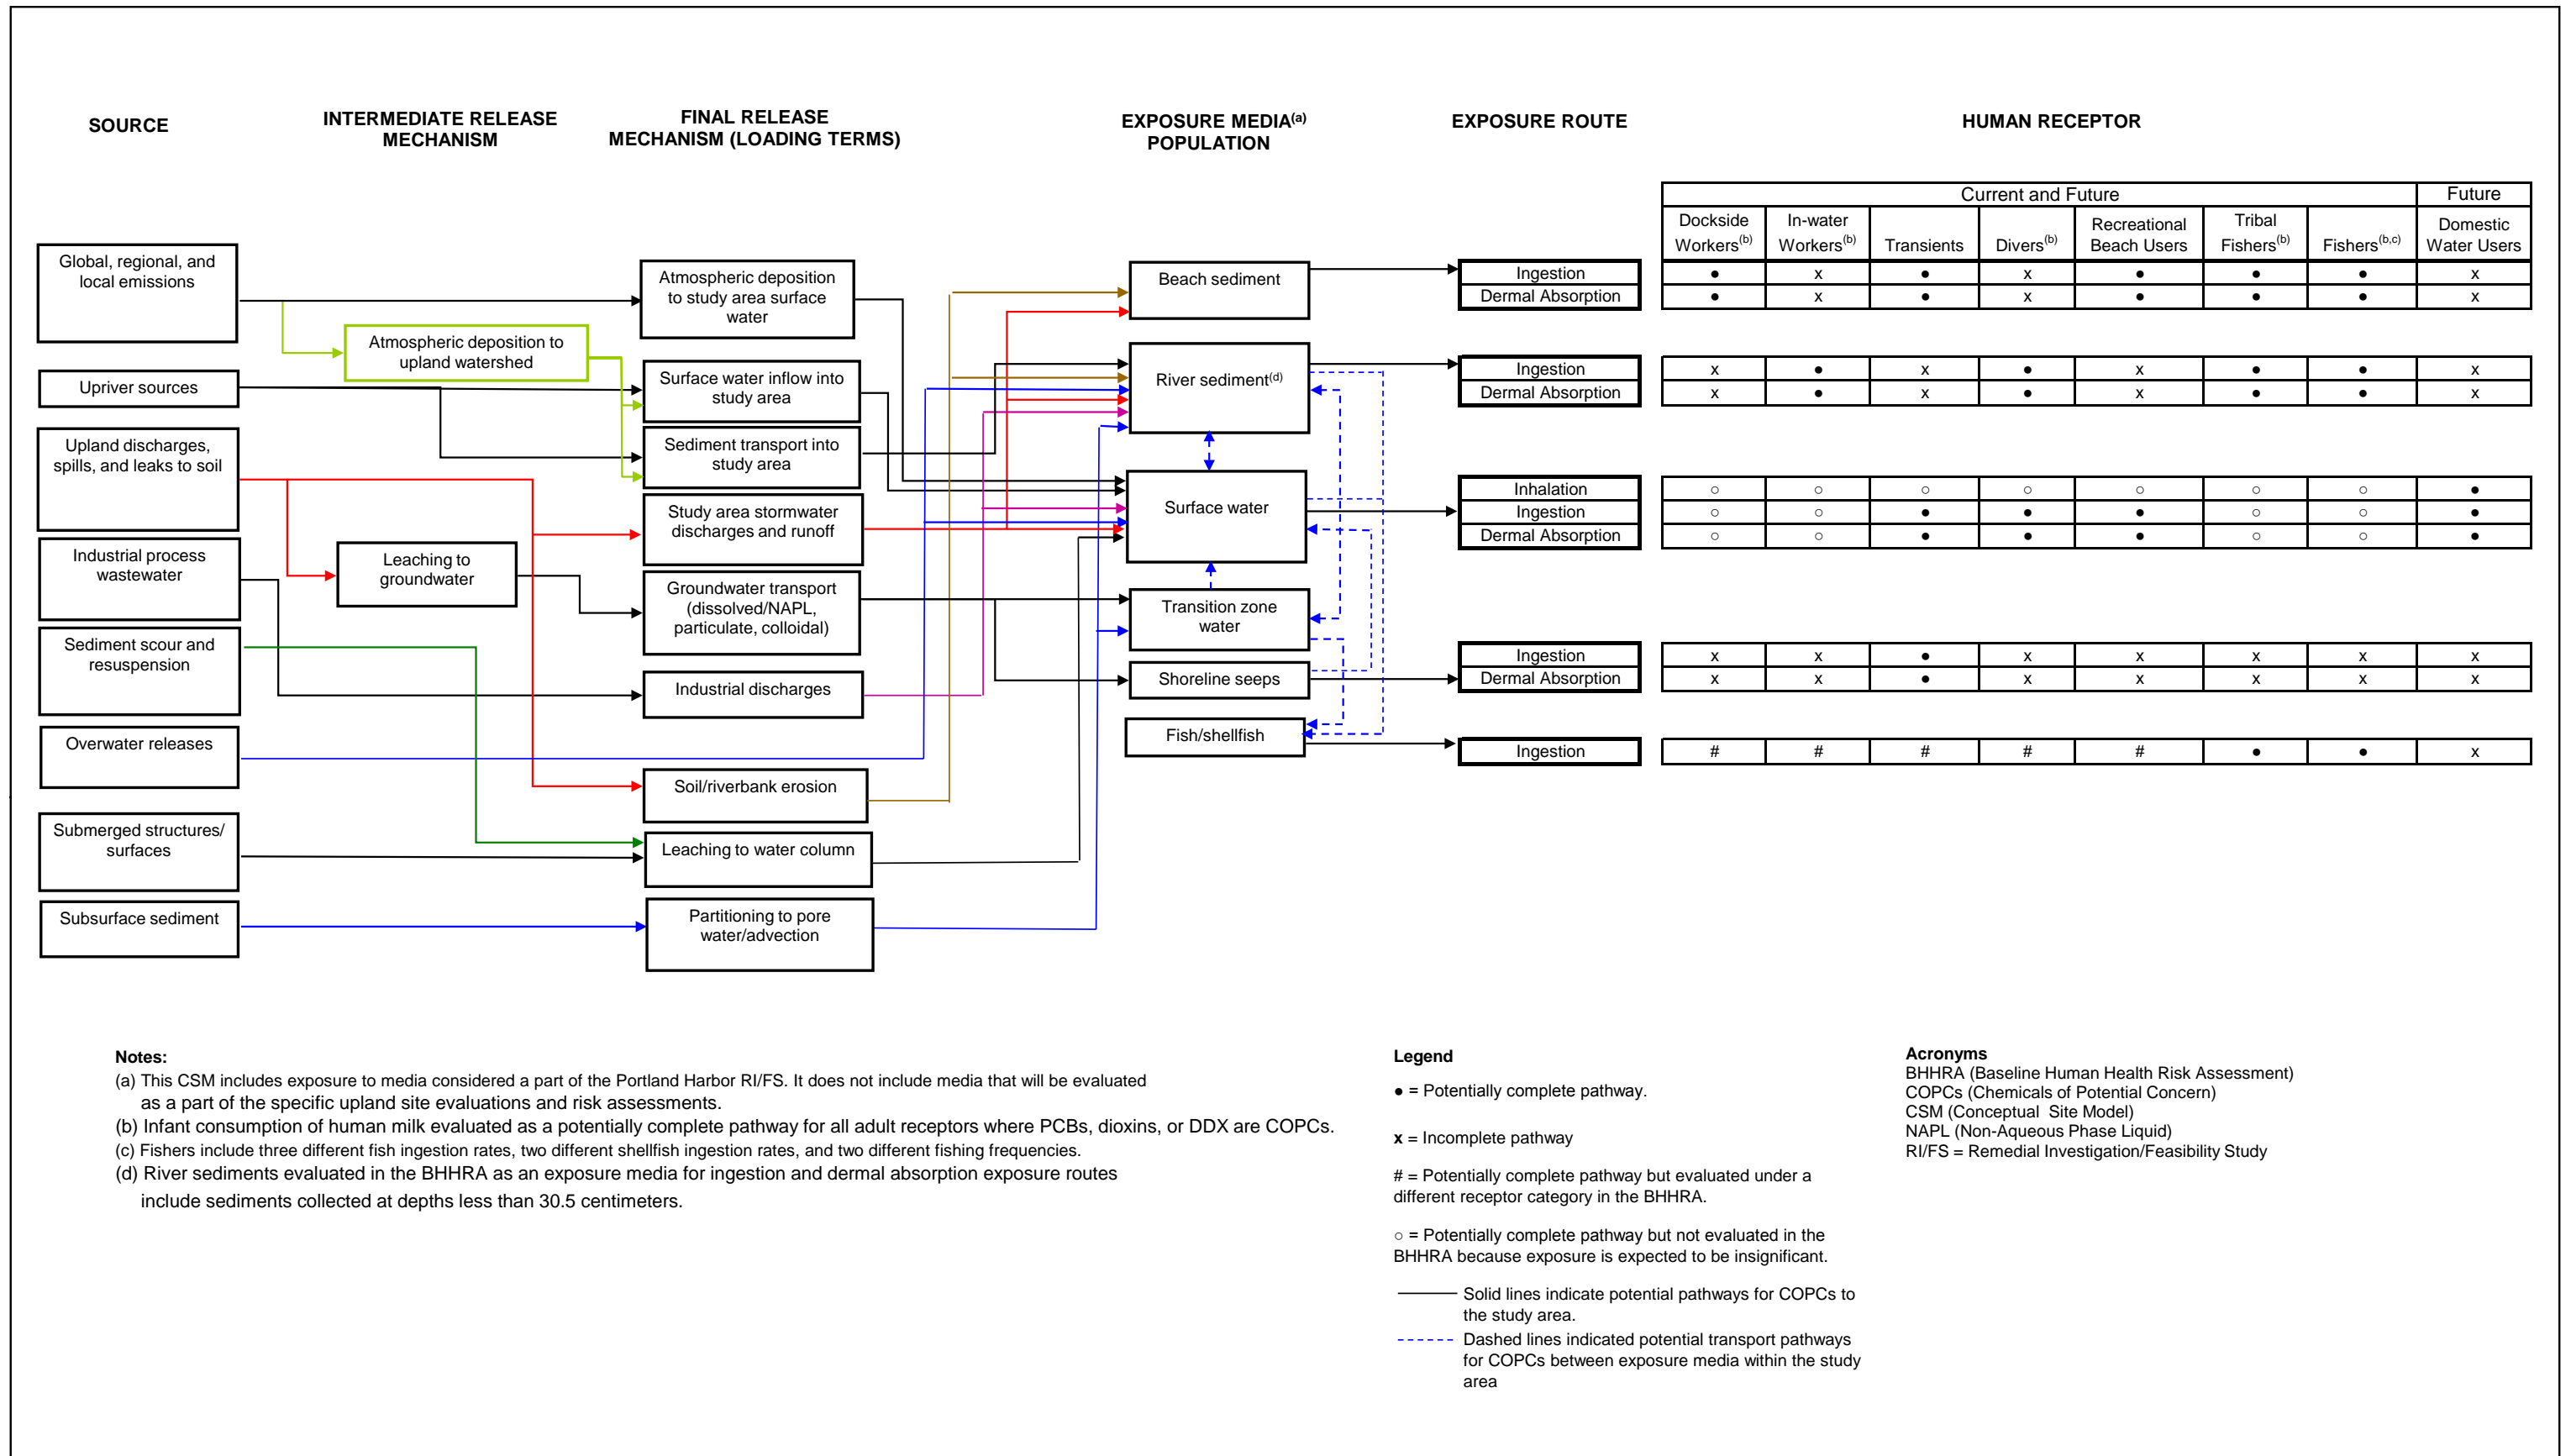 SOURCE
INTERMEDIATE RELEASE
MECHANISM
FINAL RELEASE
MECHANISM (LOADING TERMS)
EXPOSURE MEDIA(a)
POPULATION
EXPOSURE ROUTE
HUMAN RECEPTOR
Global, regional, and
local emissions
Upriver sources
Upland discharges,
spills, and leaks to soil
Industrial process
wastewater
Sediment scour and
resuspension
Overwater releases
Submerged structures/
surfaces
Subsurface sediment
Atmospheric deposition to
upland watershed
Leaching to
groundwater
Atmospheric deposition
to study area surface
water
Surface water inflow into
study area
Sediment transport into
study area
Study area stormwater
discharges and runoff
Groundwater transport
(dissolved/NAPL,
particulate, colloidal)
Industrial discharges
Soil/riverbank erosion
Leaching to water column
Partitioning to pore
water/advection
Beach sediment
River sediment(d)
Surface water
Transition zone
water
Shoreline seeps
Fish/shellfish
Current and Future Future
Dockside Workers(b) In-water Workers(b) Transients Divers(b) Recreational Beach Users Tribal Fishers(b) Fishers(b,c) Domestic Water Users
Ingestion ● x ● x ● ● ● x
Dermal Absorption ● x ● x ● ● ● x
Ingestion x ● x ● x ● ● x
Dermal Absorption x ● x ● x ● ● x
Inhalation ○ ○ ○ ○ ○ ○ ○ ●
Ingestion ○ ○ ● ● ● ○ ○ ●
Dermal Absorption ○ ○ ● ● ● ○ ○ ●
Ingestion x x ● x x x x x
Dermal Absorption x x ● x x x x x
Ingestion # # # # # ● ● x
Notes:
(a) This CSM includes exposure to media considered a part of the Portland Harbor RI/FS. It does not include media that will be evaluated
as a part of the specific upland site evaluations and risk assessments.
(b) Infant consumption of human milk evaluated as a potentially complete pathway for all adult receptors where PCBs, dioxins, or DDX are COPCs.
(c) Fishers include three different fish ingestion rates, two different shellfish ingestion rates, and two different fishing frequencies.
(d) River sediments evaluated in the BHHRA as an exposure media for ingestion and dermal absorption exposure routes
include sediments collected at depths less than 30.5 centimeters.
Legend
● = Potentially complete pathway.
x = Incomplete pathway
# = Potentially complete pathway but evaluated under a
different receptor category in the BHHRA.
○ = Potentially complete pathway but not evaluated in the
BHHRA because exposure is expected to be insignificant.
Solid lines indicate potential pathways for COPCs to
the study area.
Dashed lines indicated potential transport pathways
for COPCs between exposure media within the study
area
Acronyms
BHHRA (Baseline Human Health Risk Assessment)
COPCs (Chemicals of Potential Concern)
CSM (Conceptual Site Model)
NAPL (Non-Aqueous Phase Liquid)
RI/FS = Remedial Investigation/Feasibility Study